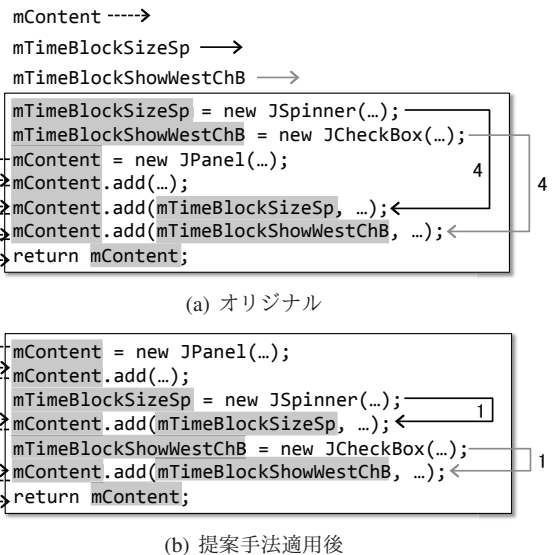 mContent
mTimeBlockSizeSp
mTimeBlockShowWestChB
mTimeBlockSizeSp = new JSpinner(…);
mTimeBlockShowWestChB = new JCheckBox(…);
mContent = new JPanel(…);
mContent.add(…);
mContent.add(mTimeBlockSizeSp, …);
mContent.add(mTimeBlockShowWestChB, …);
return mContent;
4
4
(a) オリジナル
mContent = new JPanel(…);
mContent.add(…);
mTimeBlockSizeSp = new JSpinner(…);
mContent.add(mTimeBlockSizeSp, …);
mTimeBlockShowWestChB = new JCheckBox(…);
mContent.add(mTimeBlockShowWestChB, …);
return mContent;
1
1
(b) 提案手法適用後